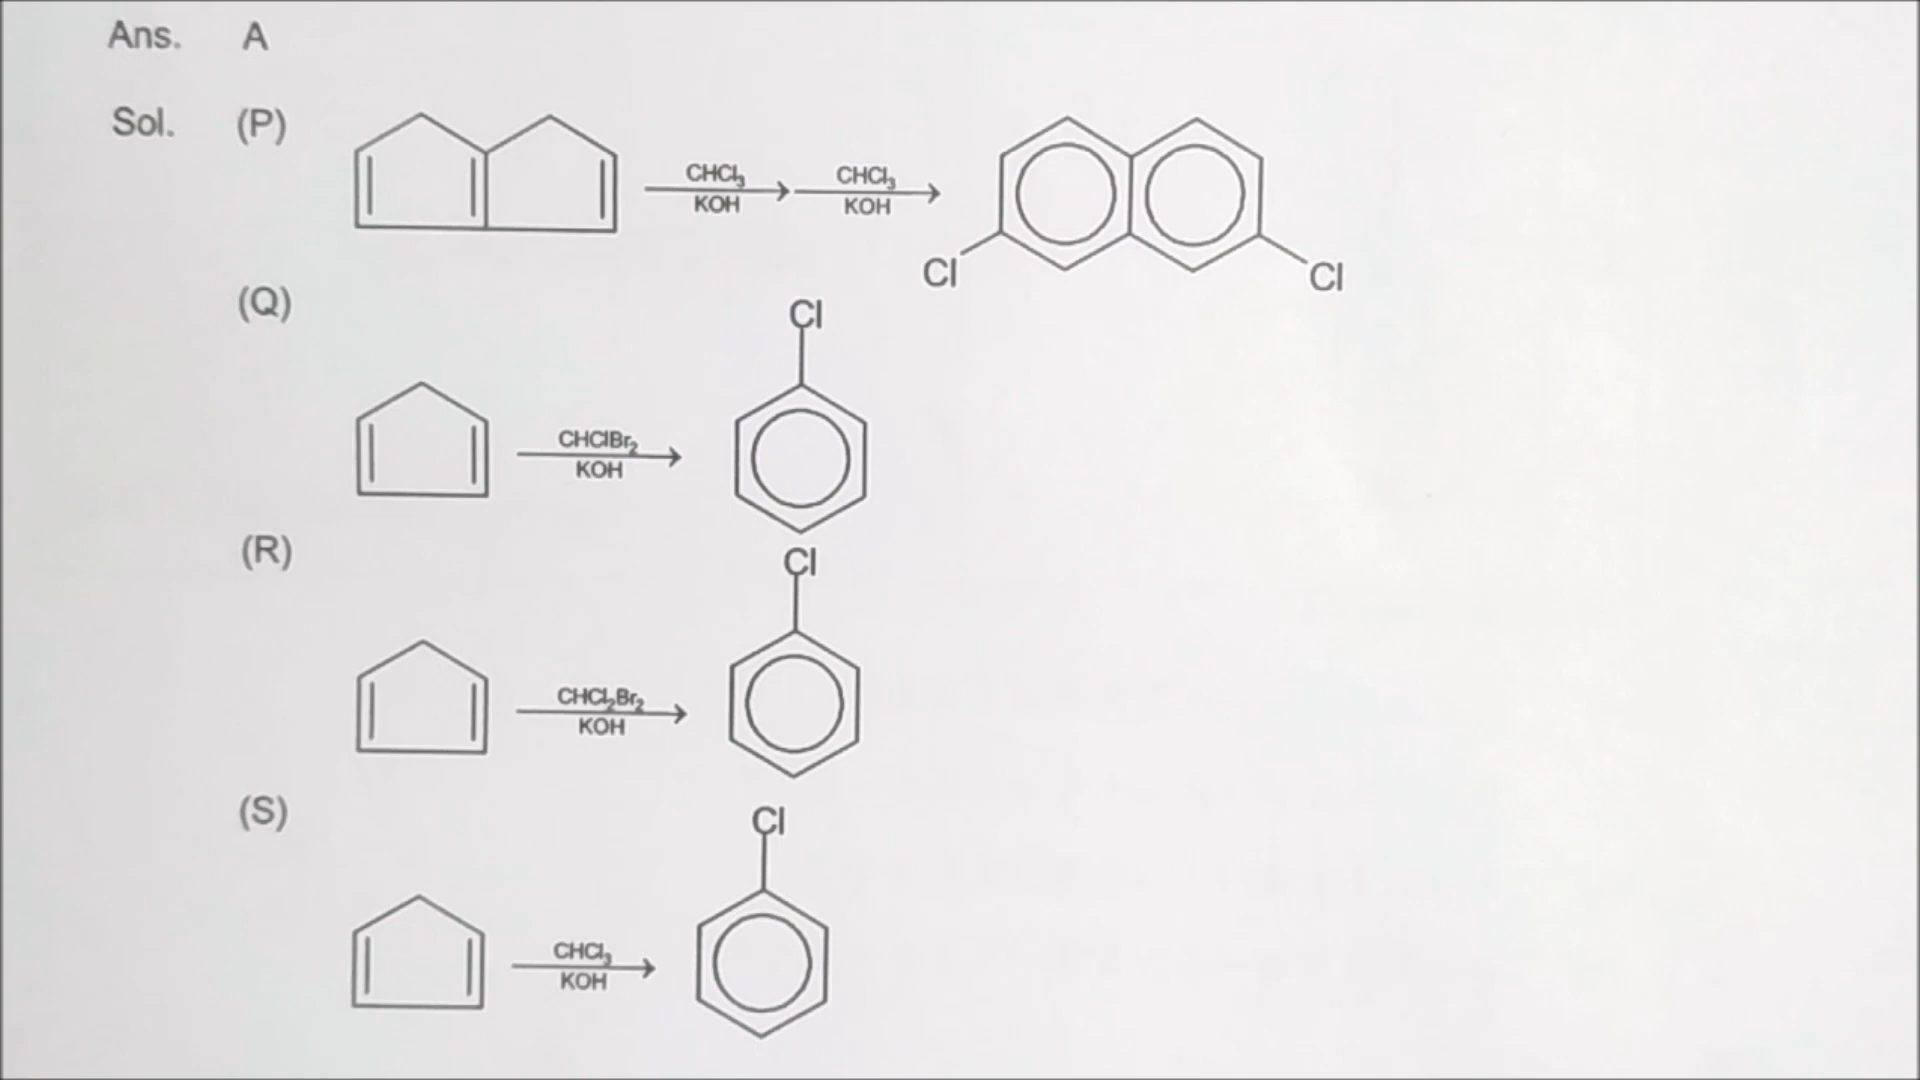 Ans. A
Sol. (P)
CHCl₃ CHCl₃
KOH KOH
Cl Cl
(Q)
Cl
CHClBr₂
KOH
(R)
Cl
CHCl₂Br₂
KOH
(S)
Cl
CHCl₃
KOH